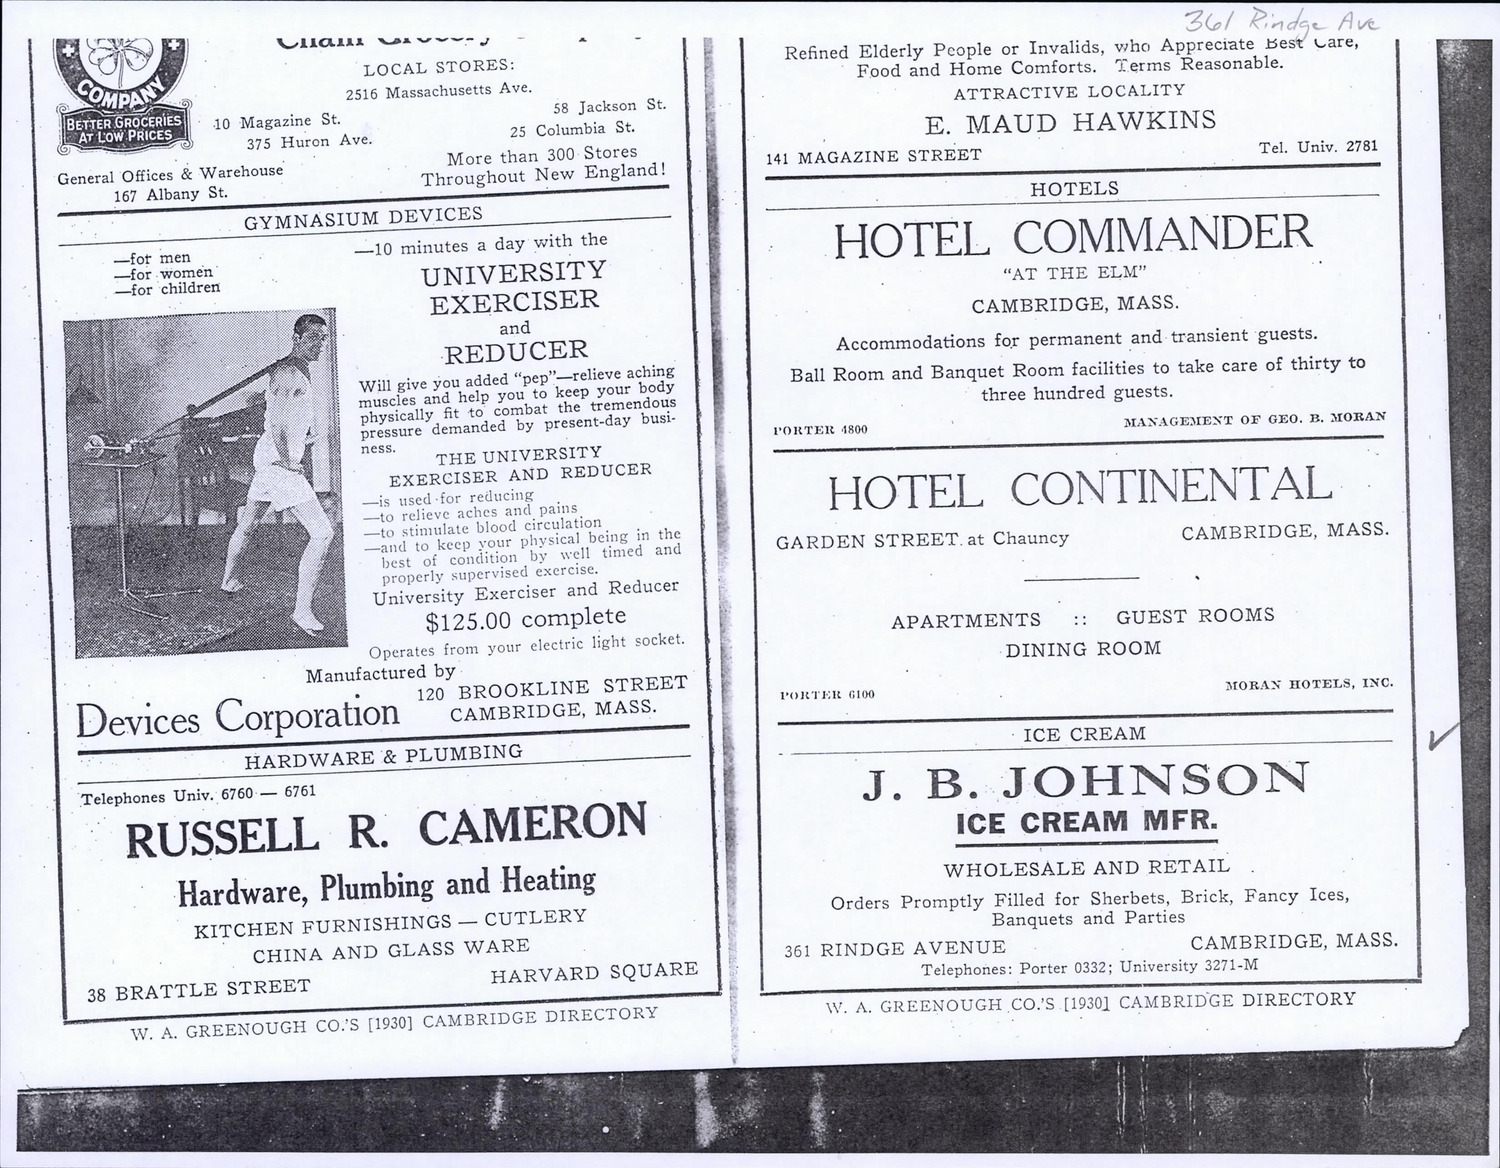 361 Rindge Ave
COMPANY
BETTER GROCERIES
AT LOW PRICES
LOCAL STORES:
2516 Massachusetts Ave.
58 Jackson St.
10 Magazine St.
25 Columbia St.
375 Huron Ave.
More than 300 Stores
General Offices & Warehouse
Throughout New England!
167 Albany St.
GYMNASIUM DEVICES
—for men
—for women
—for children
—10 minutes a day with the
UNIVERSITY
EXERCISER
and
REDUCER
Will give you added "pep"—relieve aching
muscles and help you to keep your body
physically fit to combat the tremendous
pressure demanded by present-day busi-
ness.
THE UNIVERSITY
EXERCISER AND REDUCER
—is used for reducing
—to relieve aches and pains
—to stimulate blood circulation
—and to keep your physical being in the
best of condition by well timed and
properly supervised exercise.
University Exerciser and Reducer
$125.00 complete
Operates from your electric light socket.
Manufactured by
Devices Corporation
120 BROOKLINE STREET
CAMBRIDGE, MASS.
HARDWARE & PLUMBING
Telephones Univ. 6760 — 6761
RUSSELL R. CAMERON
Hardware, Plumbing and Heating
KITCHEN FURNISHINGS — CUTLERY
CHINA AND GLASS WARE
38 BRATTLE STREET HARVARD SQUARE
W. A. GREENOUGH CO.'S [1930] CAMBRIDGE DIRECTORY
Refined Elderly People or Invalids, who Appreciate Best Care,
Food and Home Comforts. Terms Reasonable.
ATTRACTIVE LOCALITY
E. MAUD HAWKINS
141 MAGAZINE STREET Tel. Univ. 2781
HOTELS
HOTEL COMMANDER
"AT THE ELM"
CAMBRIDGE, MASS.
Accommodations for permanent and transient guests.
Ball Room and Banquet Room facilities to take care of thirty to
three hundred guests.
PORTER 4800 MANAGEMENT OF GEO. B. MORAN
HOTEL CONTINENTAL
GARDEN STREET at Chauncy CAMBRIDGE, MASS.
APARTMENTS :: GUEST ROOMS
DINING ROOM
PORTER 6100 MORAN HOTELS, INC.
ICE CREAM
J. B. JOHNSON
ICE CREAM MFR.
WHOLESALE AND RETAIL
Orders Promptly Filled for Sherbets, Brick, Fancy Ices,
Banquets and Parties
361 RINDGE AVENUE CAMBRIDGE, MASS.
Telephones: Porter 0332; University 3271-M
W. A. GREENOUGH CO.'S [1930] CAMBRIDGE DIRECTORY